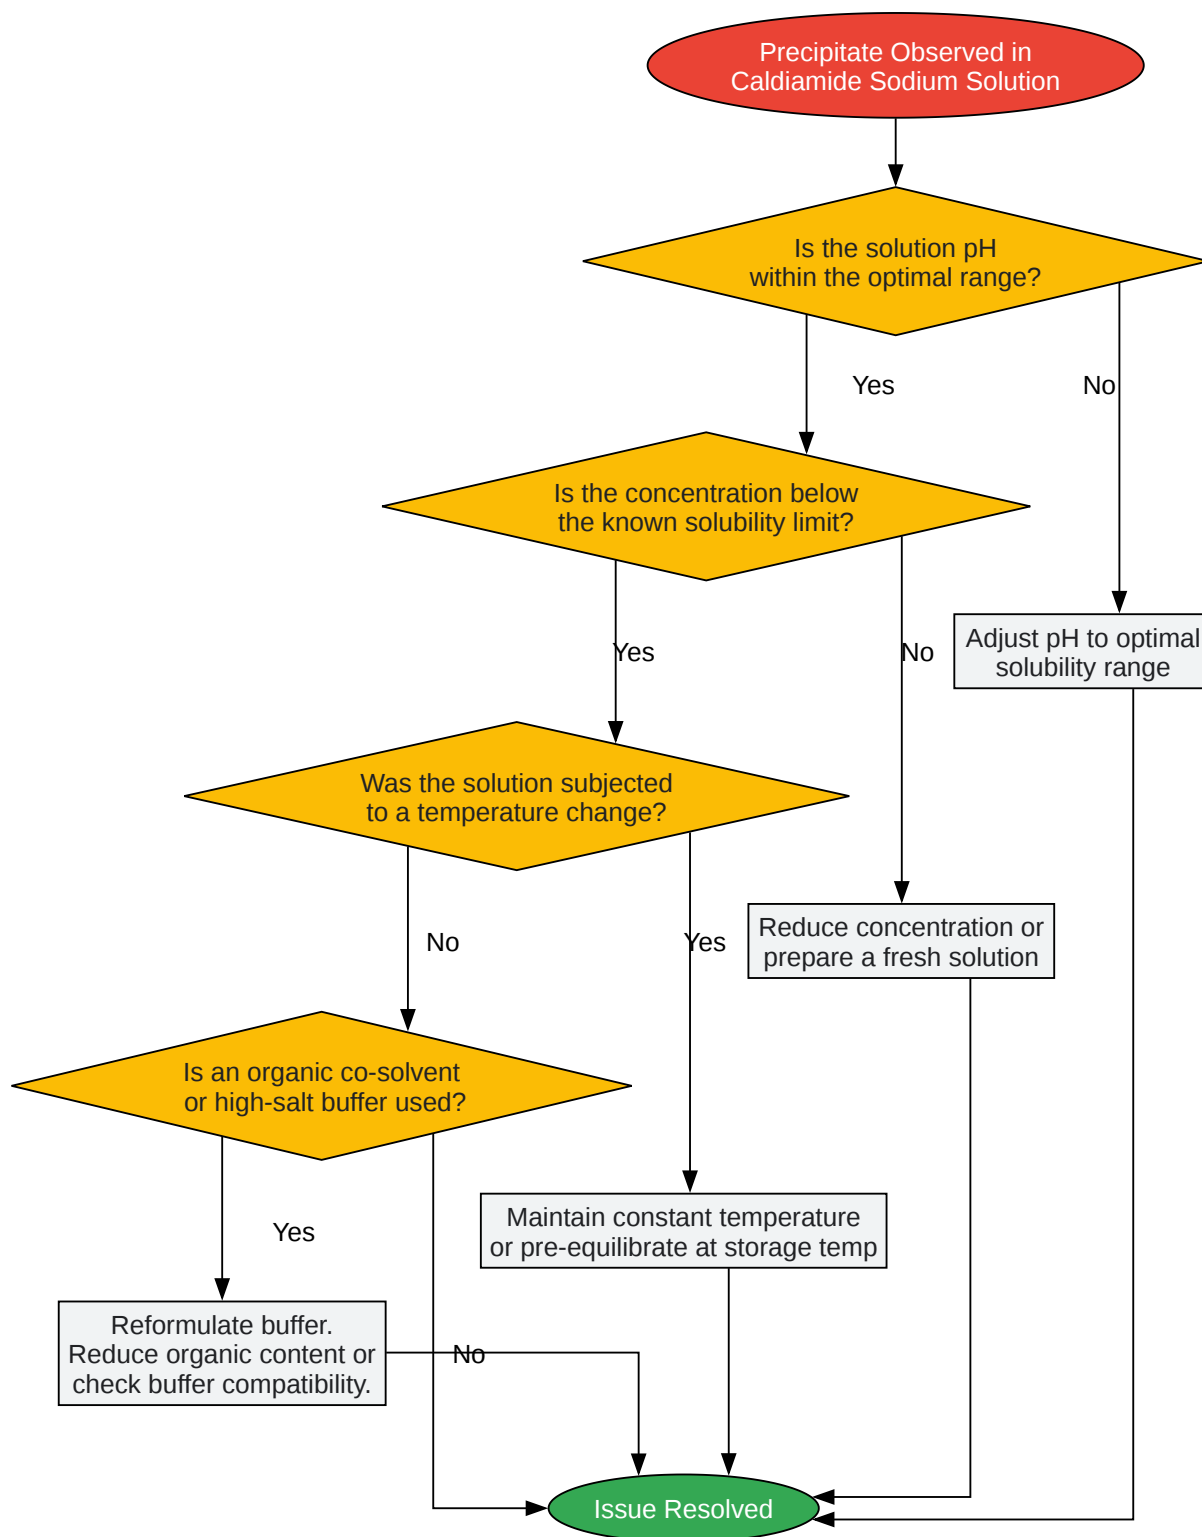 Precipitate Observed in
Caldiamide Sodium Solution
Is the solution pH
within the optimal range?
Yes
No
Is the concentration below
the known solubility limit?
Yes
No
Adjust pH to optimal
solubility range
Was the solution subjected
to a temperature change?
No
Yes
Reduce concentration or
prepare a fresh solution
Is an organic co-solvent
or high-salt buffer used?
Yes
No
Maintain constant temperature
or pre-equilibrate at storage temp
Reformulate buffer.
Reduce organic content or
check buffer compatibility.
Issue Resolved